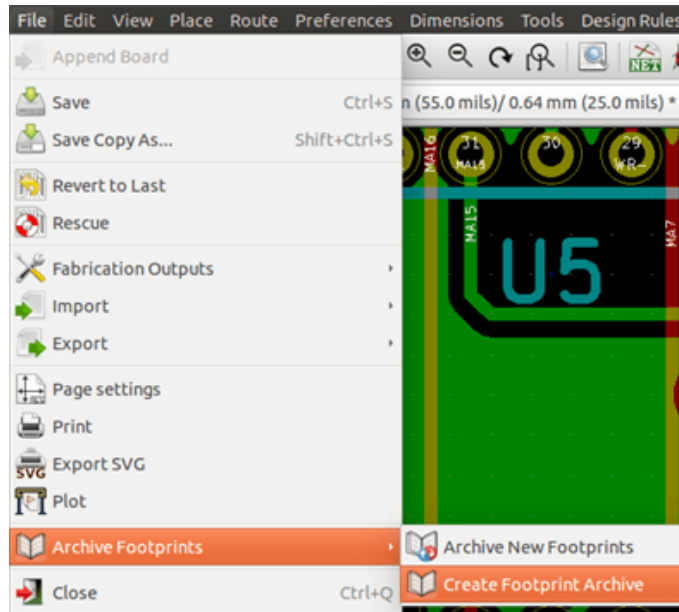 File Edit View Place Route Preferences Dimensions Tools Design Rules
Append Board
NET
Save Ctrl+S
n (55.0 mils)/ 0.64 mm (25.0 mils) *
Save Copy As... Shift+Ctrl+S
MA16
31
MA15
30
29
WR-
Revert to Last
Rescue
MA15
MA7
U5
Fabrication Outputs
Import
Export
Page settings
Print
SVG
Export SVG
Plot
Archive Footprints
Archive New Footprints
Close Ctrl+Q
Create Footprint Archive